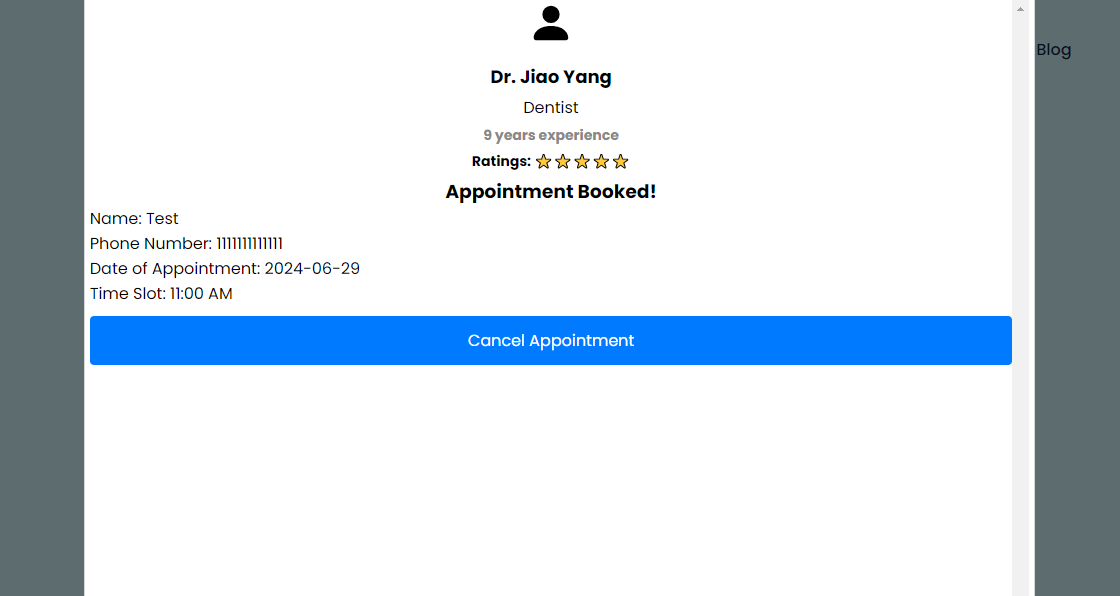 Blog
Dr. Jiao Yang
Dentist
9 years experience
Ratings:
Appointment Booked!
Name: Test
Phone Number: 1111111111111
Date of Appointment: 2024-06-29
Time Slot: 11:00 AM
Cancel Appointment